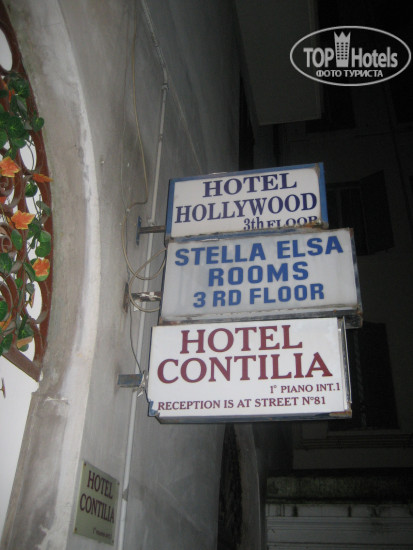 TOP Hotels
ФОТО ТУРИСТА
HOTEL
HOLLYWOOD
3th FLOOR
STELLA ELSA
ROOMS
3 RD FLOOR
HOTEL
CONTILIA
1° PIANO INT.1
RECEPTION IS AT STREET N°81
HOTEL
CONTILIA